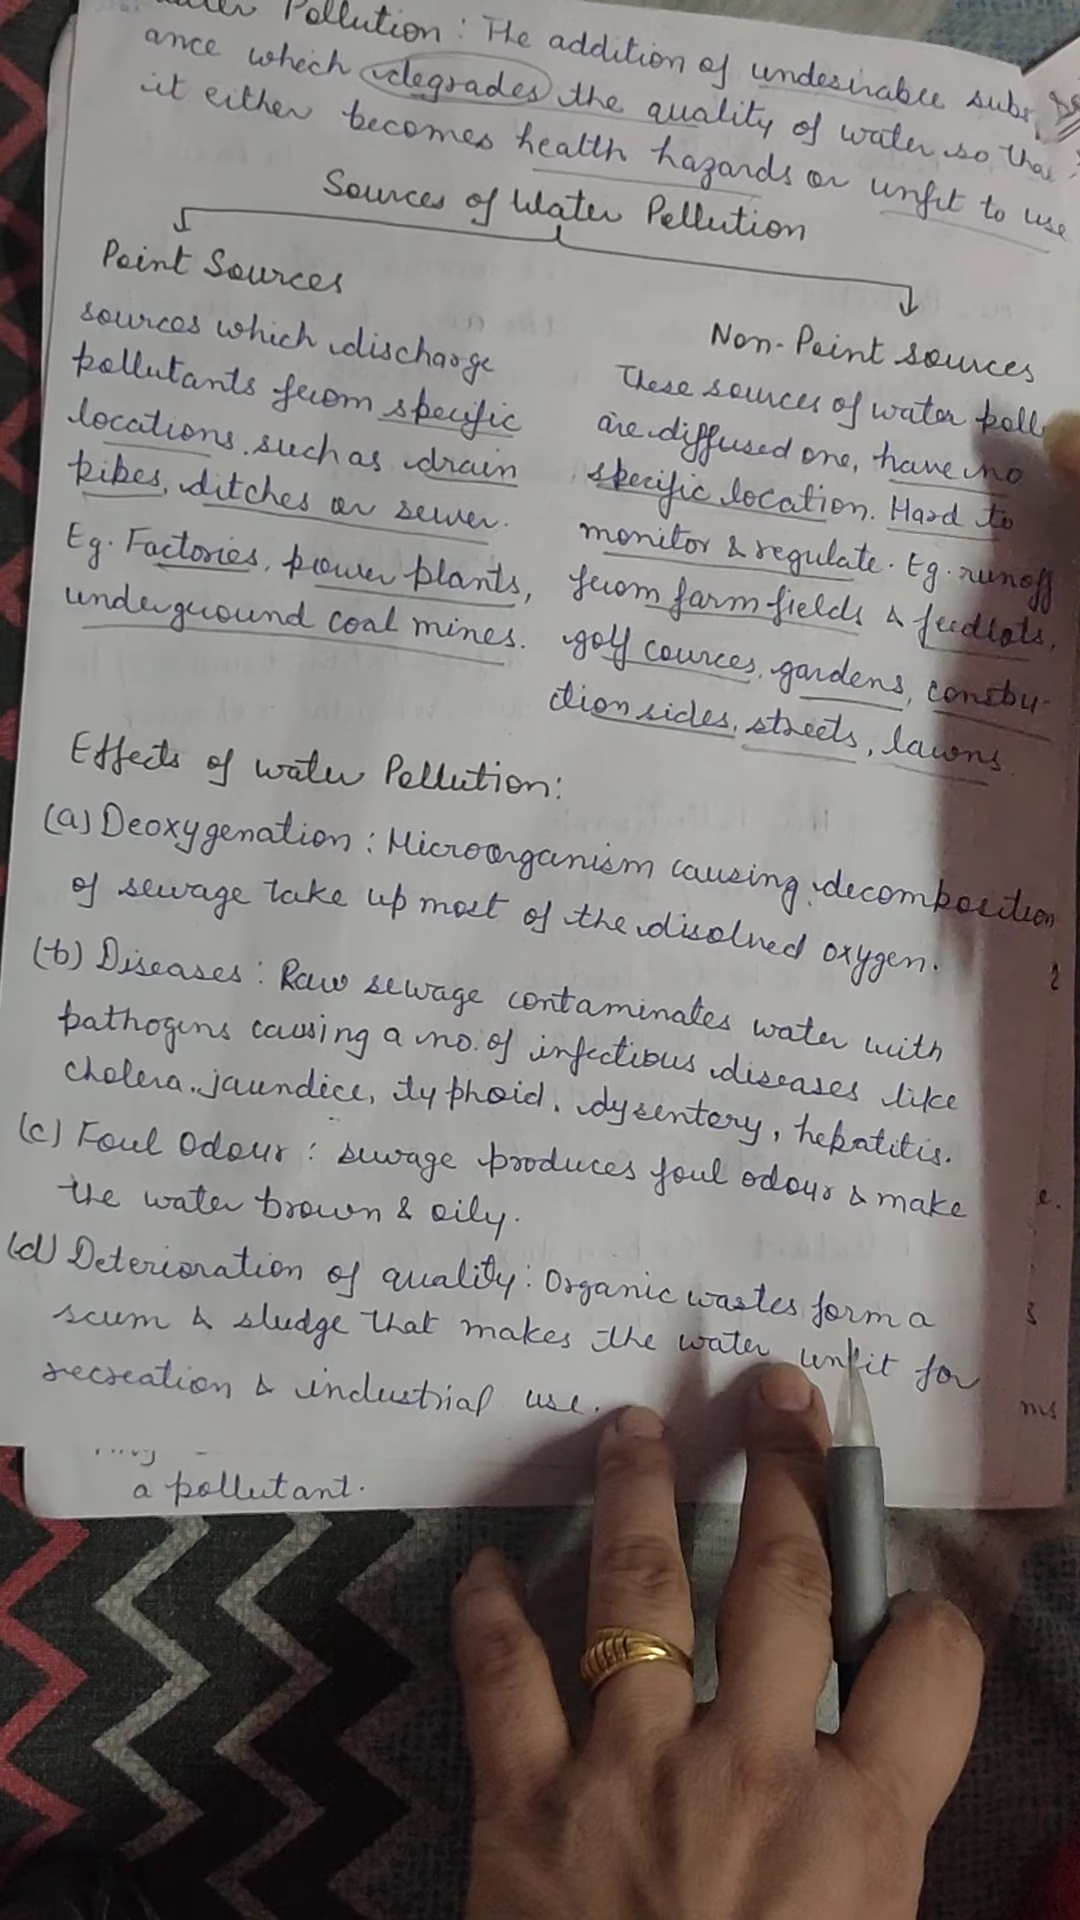 Water Pollution : The addition of undesirable subs
ance which degrades the quality of water so that
it either becomes health hazards or unfit to use
Sources of Water Pollution
Point Sources
sources which discharge
pollutants from specific
locations such as drain
pipes, ditches or sewer.
Eg. Factories, power plants,
underground coal mines.
Non-Point sources
These sources of water poll
are diffused one, have no
specific location. Hard to
monitor & regulate. Eg. runoff
from farm fields & feedlots,
golf cources, gardens, constru-
ction sides, streets, lawns.
Effects of water Pollution:
(a) Deoxygenation : Microorganism causing decomposition
of sewage take up most of the disolved oxygen.
(b) Diseases : Raw sewage contaminates water with
pathogens causing a no. of infectious diseases like
cholera, jaundice, typhoid, dysentery, hepatitis.
(c) Foul Odour : sewage produces foul odour & make
the water brown & oily.
(d) Deterioration of quality : Organic wastes form a
scum & sludge that makes the water unfit for
recreation & industrial use.
a pollutant.